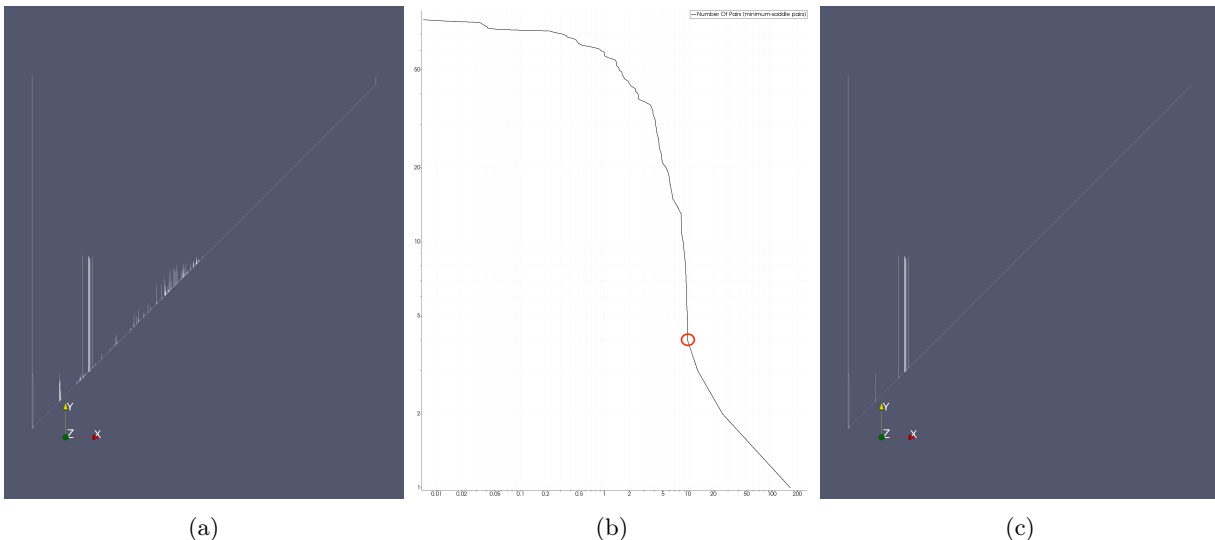 Number Of Pairs (minimum-saddle pairs)
50
20
10
5
2
1
0.01 0.02 0.05 0.1 0.2 0.5 1 2 5 10 20 50 100 200
Y
Z X
Y
Z X
(a) (b) (c)